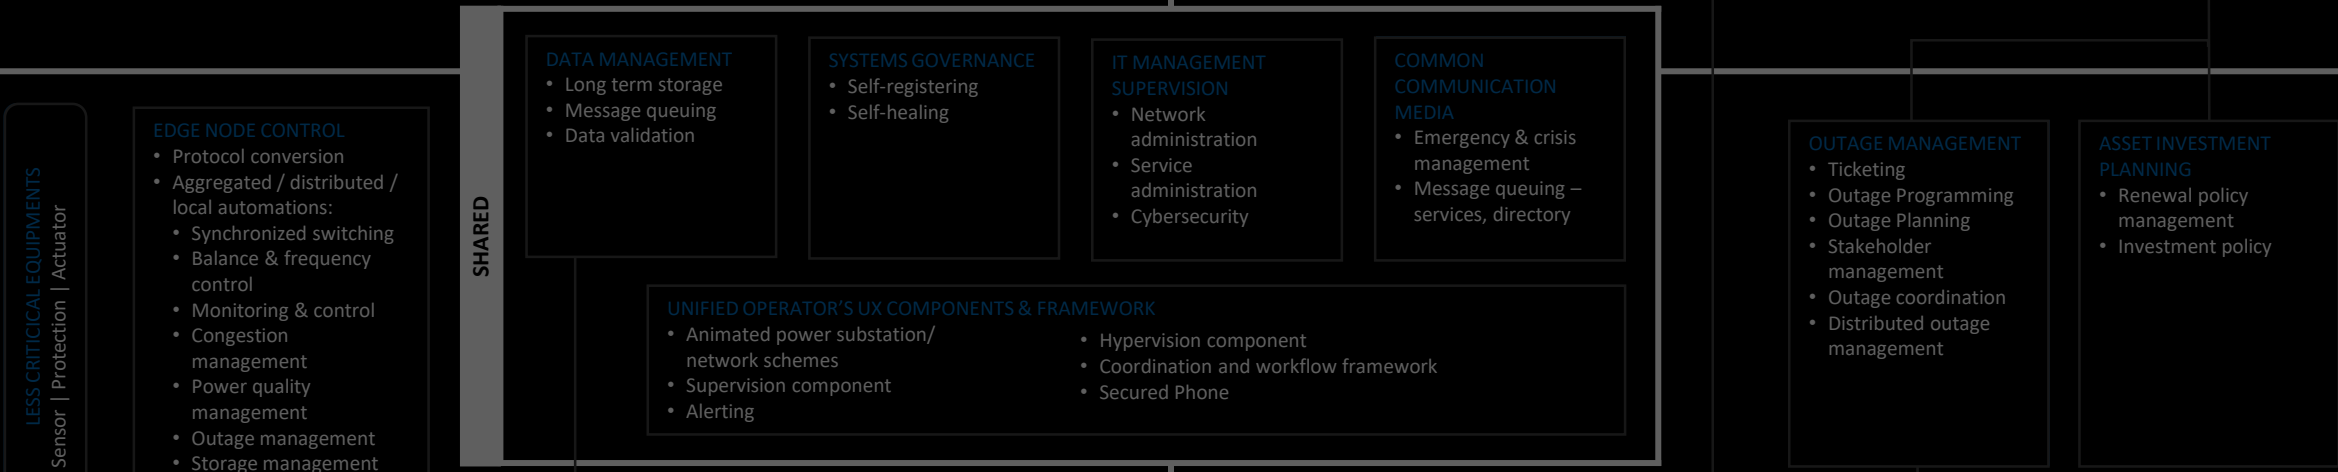 LESS CRITICICAL EQUIPMENTS
Sensor | Protection | Actuator
EDGE NODE CONTROL
• Protocol conversion
• Aggregated / distributed /
local automations:
• Synchronized switching
• Balance & frequency
control
• Monitoring & control
• Congestion
management
• Power quality
management
• Outage management
• Storage management
SHARED
DATA MANAGEMENT
• Long term storage
• Message queuing
• Data validation
SYSTEMS GOVERNANCE
• Self-registering
• Self-healing
IT MANAGEMENT
SUPERVISION
• Network
administration
• Service
administration
• Cybersecurity
COMMON
COMMUNICATION
MEDIA
• Emergency & crisis
management
• Message queuing –
services, directory
UNIFIED OPERATOR’S UX COMPONENTS & FRAMEWORK
• Animated power substation/
network schemes
• Supervision component
• Alerting
• Hypervision component
• Coordination and workflow framework
• Secured Phone
OUTAGE MANAGEMENT
• Ticketing
• Outage Programming
• Outage Planning
• Stakeholder
management
• Outage coordination
• Distributed outage
management
ASSET INVESTMENT
PLANNING
• Renewal policy
management
• Investment policy